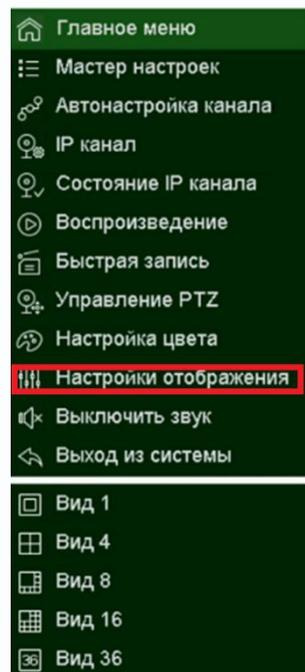 Главное меню
Мастер настроек
Автонастройка канала
IP канал
Состояние IP канала
Воспроизведение
Быстрая запись
Управление PTZ
Настройка цвета
Настройки отображения
Выключить звук
Выход из системы
Вид 1
Вид 4
Вид 8
Вид 16
36 Вид 36